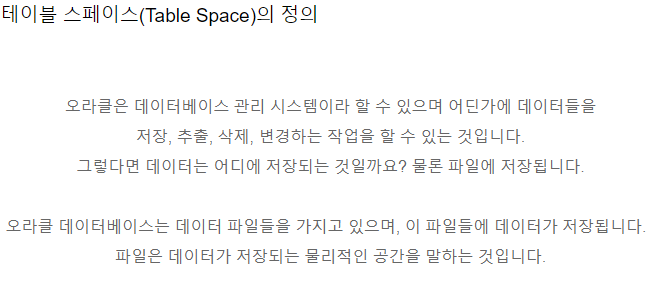 테이블 스페이스(Table Space)의 정의
오라클은 데이터베이스 관리 시스템이라 할 수 있으며 어딘가에 데이터들을
저장, 추출, 삭제, 변경하는 작업을 할 수 있는 것입니다.
그렇다면 데이터는 어디에 저장되는 것일까요? 물론 파일에 저장됩니다.
오라클 데이터베이스는 데이터 파일들을 가지고 있으며, 이 파일들에 데이터가 저장됩니다.
파일은 데이터가 저장되는 물리적인 공간을 말하는 것입니다.